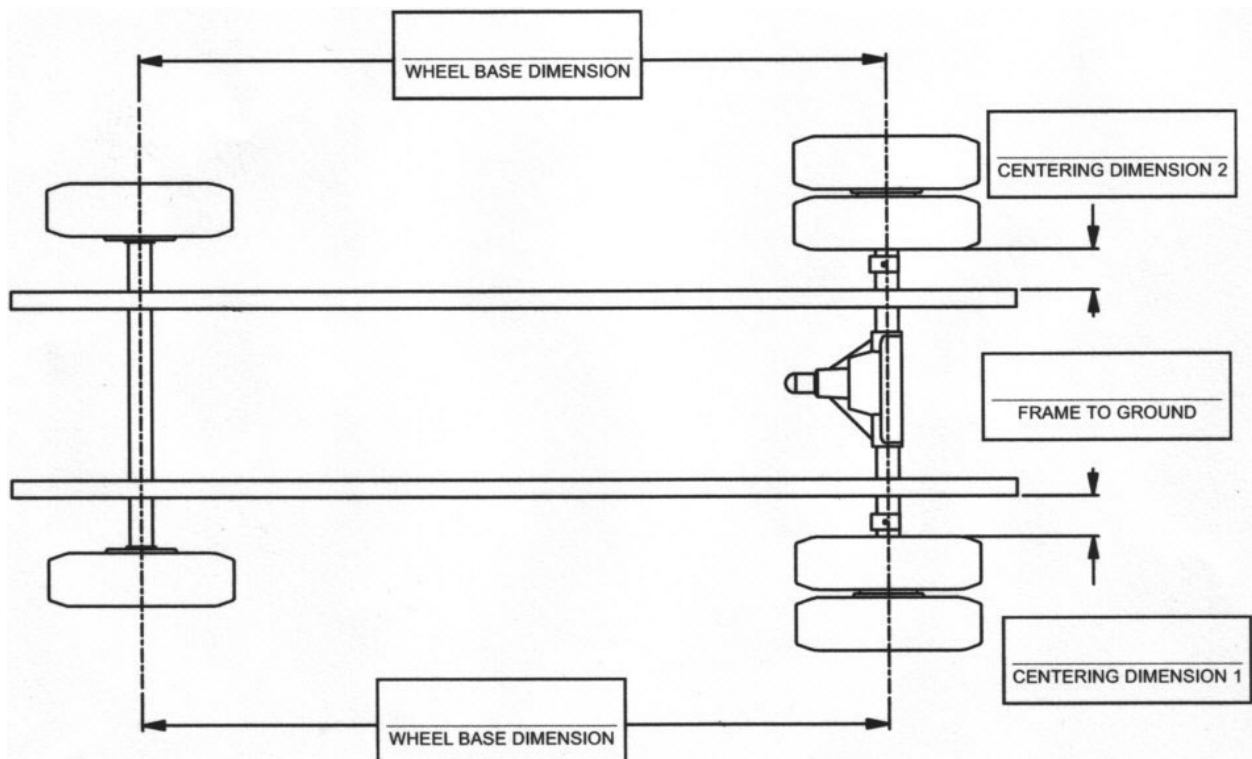 WHEEL BASE DIMENSION
CENTERING DIMENSION 2
FRAME TO GROUND
CENTERING DIMENSION 1
WHEEL BASE DIMENSION